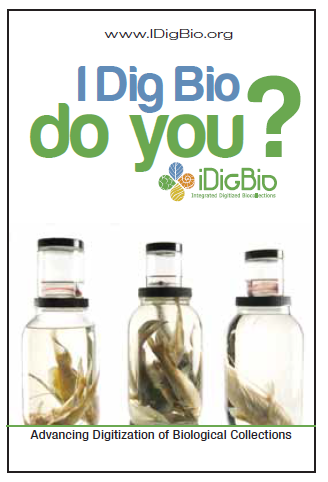 www.IDigBio.org
I Dig Bio
do you?
iDigBio
Integrated Digitized Biocollections
Advancing Digitization of Biological Collections